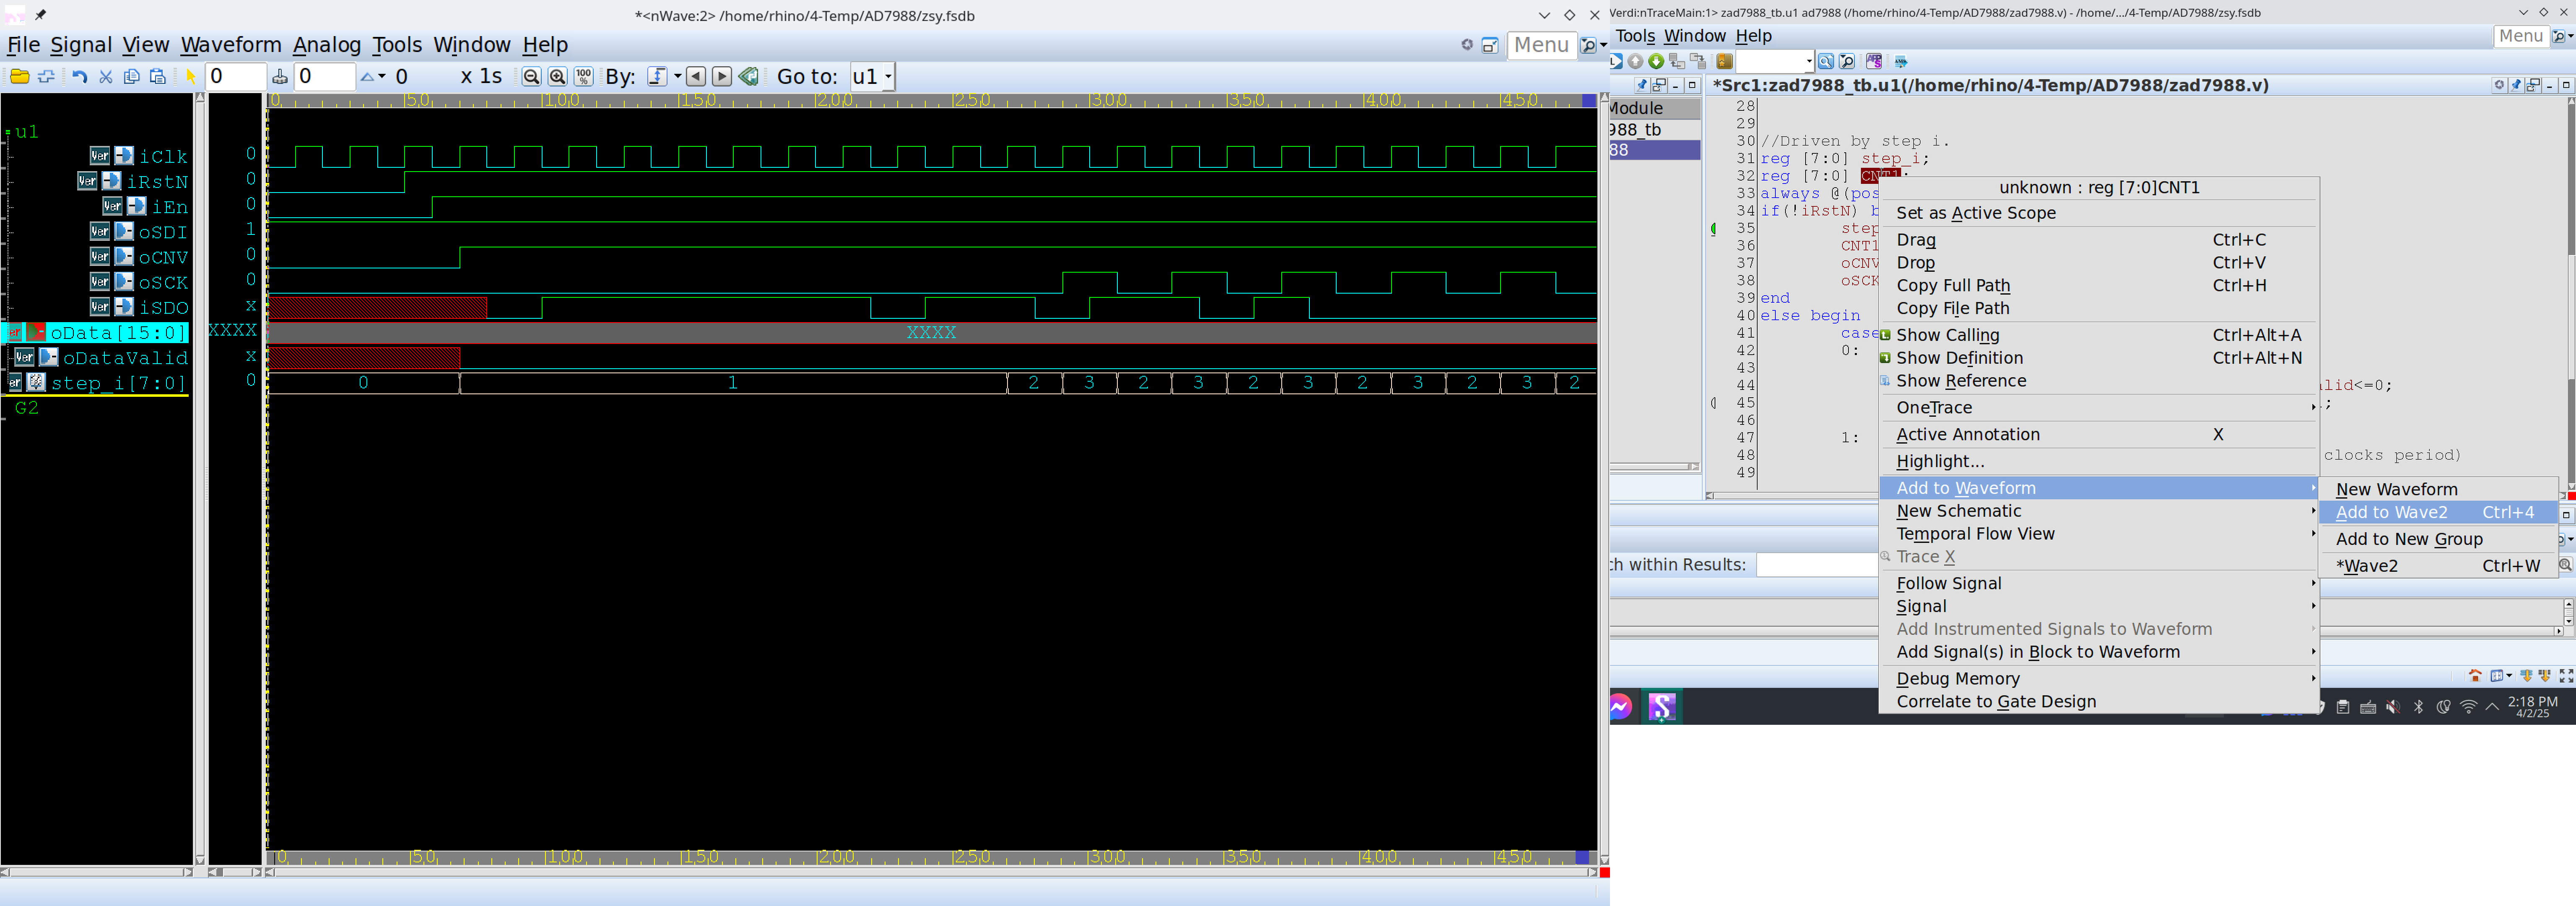 *<nWave:2> /home/rhino/4-Temp/AD7988/zsy.fsdb
File Signal View Waveform Analog Tools Window Help
Menu
0 0 0 x 1s 100% By: Go to: u1
0 50 100 150 200 250 300 350 400 450
u1
iClk 0
iRstN 0
iEn 0
oSDI 1
oCNV 0
oSCK 0
iSDO x
oData[15:0] XXXX XXXX
oDataValid x
step_i[7:0] 0 0 1 2 3 2 3 2 3 2 3 2 3 2
G2
0 50 100 150 200 250 300 350 400 450
Verdi:nTraceMain:1> zad7988_tb.u1 ad7988 (/home/rhino/4-Temp/AD7988/zad7988.v) - /home/.../4-Temp/AD7988/zsy.fsdb
Tools Window Help
Menu
*Src1:zad7988_tb.u1(/home/rhino/4-Temp/AD7988/zad7988.v)
Module
988_tb
88
28
29
30 //Driven by step i.
31 reg [7:0] step_i;
32 reg [7:0] CNT1;
33 always @(pos
34 if(!iRstN) b
35 step
36 CNT1
37 oCNV
38 oSCK
39 end
40 else begin
41 case
42 0:
43
44 alid<=0;
45 ;
46
47 1:
48 clocks period)
49
unknown : reg [7:0]CNT1
Set as Active Scope
Drag Ctrl+C
Drop Ctrl+V
Copy Full Path Ctrl+H
Copy File Path
Show Calling Ctrl+Alt+A
Show Definition Ctrl+Alt+N
Show Reference
OneTrace
Active Annotation X
Highlight...
Add to Waveform
New Schematic
Temporal Flow View
Trace X
Follow Signal
Signal
Add Instrumented Signals to Waveform
Add Signal(s) in Block to Waveform
Debug Memory
Correlate to Gate Design
New Waveform
Add to Wave2 Ctrl+4
Add to New Group
*Wave2 Ctrl+W
ch within Results:
2:18 PM
4/2/25